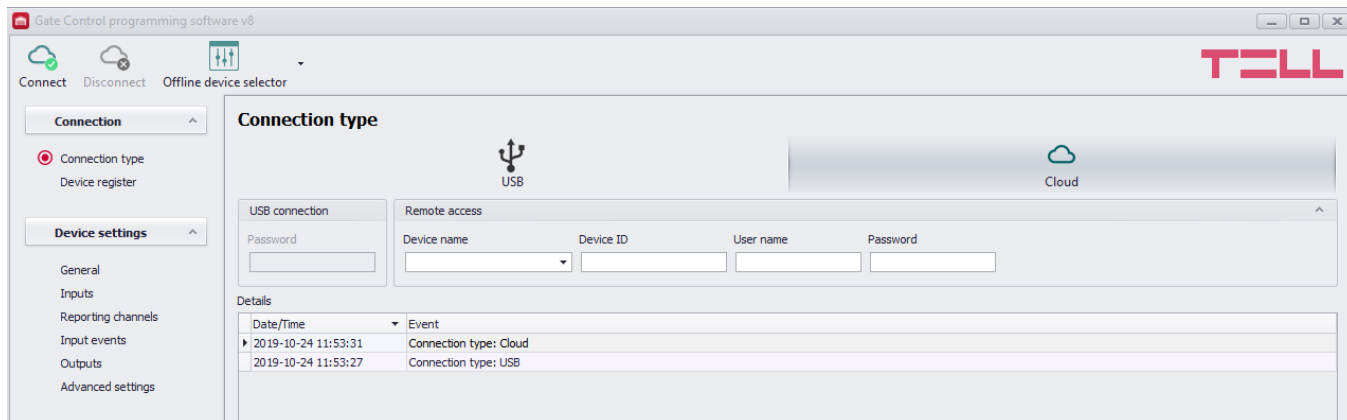 Gate Control programming software v8
Connect Disconnect Offline device selector
TELL
Connection
Connection type
Device register
Device settings
General
Inputs
Reporting channels
Input events
Outputs
Advanced settings
Connection type
USB Cloud
USB connection
Password
Remote access
Device name Device ID User name Password
Details
Date/Time Event
2019-10-24 11:53:31 Connection type: Cloud
2019-10-24 11:53:27 Connection type: USB